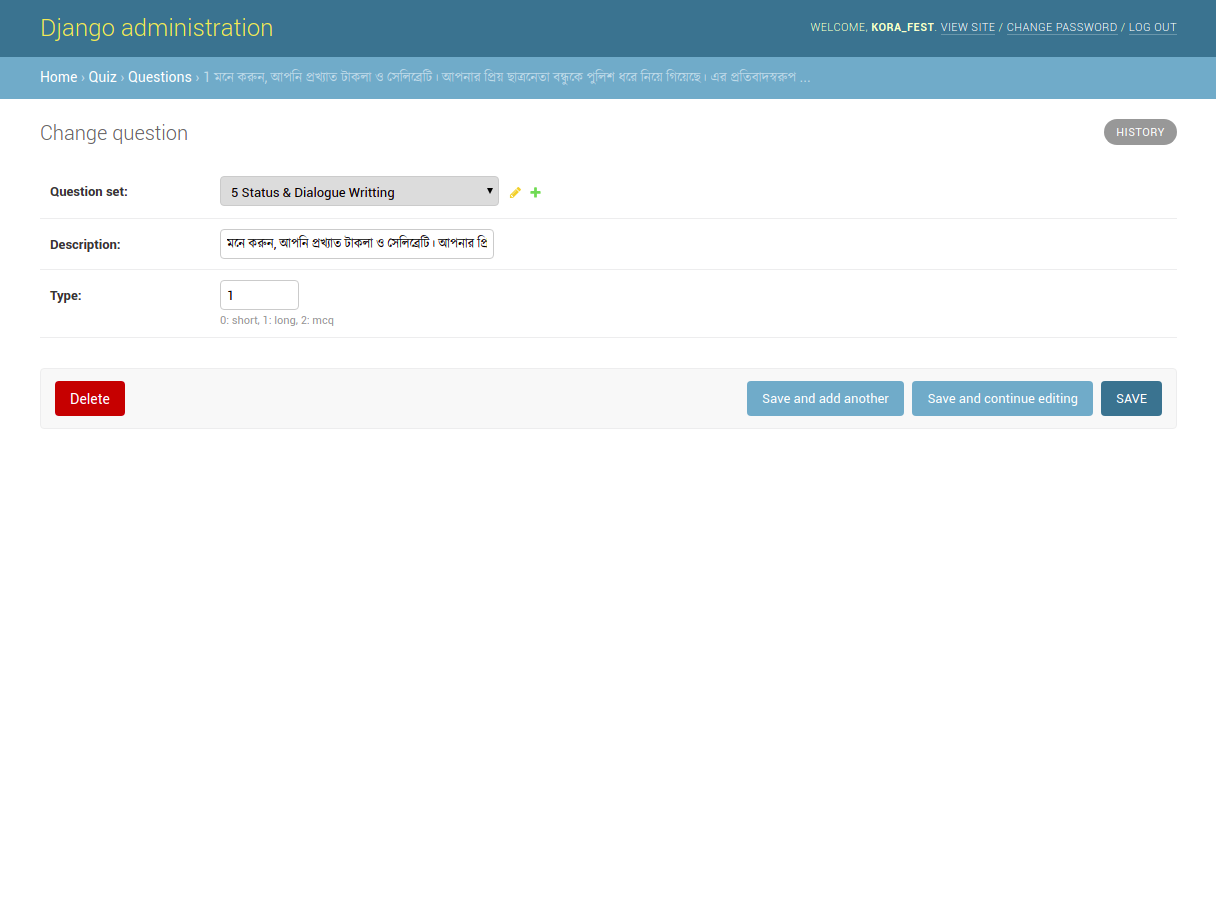 Django administration
WELCOME, KORA_FEST. VIEW SITE / CHANGE PASSWORD / LOG OUT
Home › Quiz › Questions › 1 মনে করুন, আপনি প্রখ্যাত টাকলা ও সেলিব্রেটি। আপনার প্রিয় ছাত্রনেতা বন্ধুকে পুলিশ ধরে নিয়ে গিয়েছে। এর প্রতিবাদস্বরুপ ...
Change question
HISTORY
Question set: 5 Status & Dialogue Writting
Description: মনে করুন, আপনি প্রখ্যাত টাকলা ও সেলিব্রেটি। আপনার প্রি
Type: 1
0: short, 1: long, 2: mcq
Delete Save and add another Save and continue editing SAVE